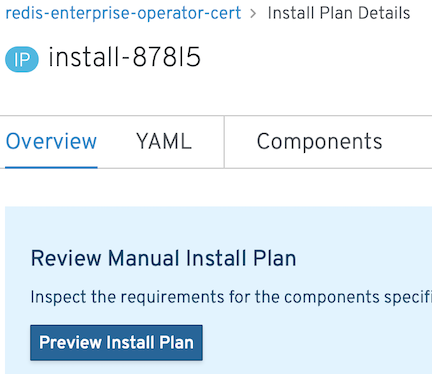 redis-enterprise-operator-cert > Install Plan Details
IP install-878l5
Overview YAML Components
Review Manual Install Plan
Inspect the requirements for the components specifi
Preview Install Plan